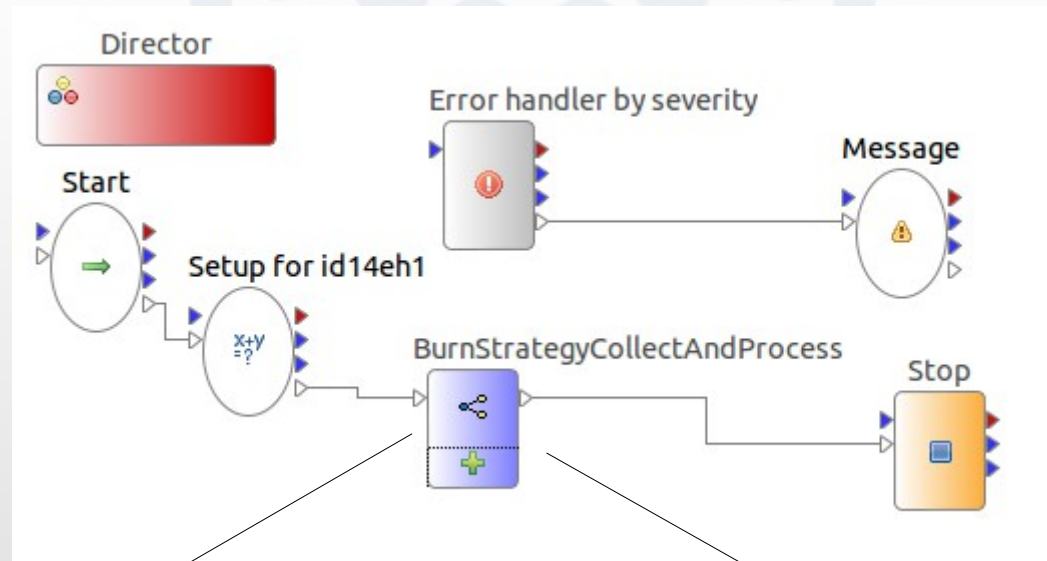 Director
Error handler by severity
Message
Start
Setup for id14eh1
x+y
=?
BurnStrategyCollectAndProcess
Stop